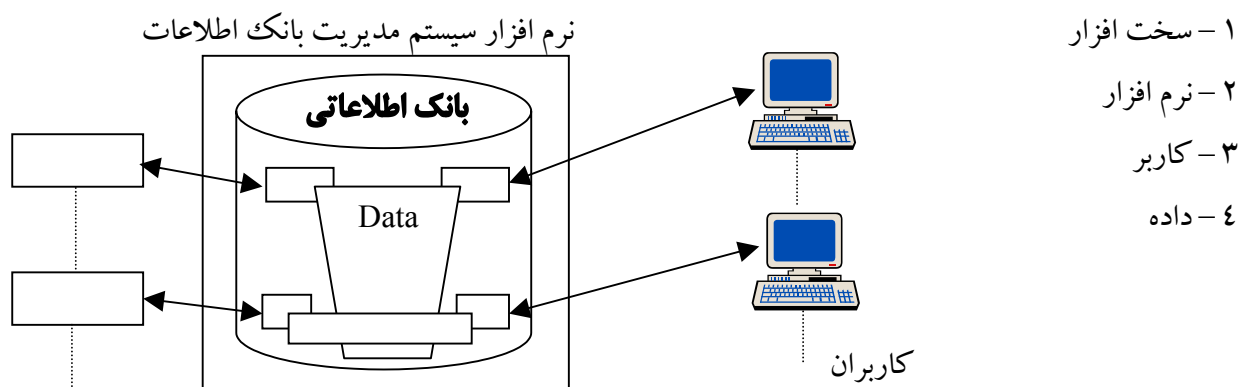 ۱ – سخت افزار
۲ – نرم افزار
۳ – کاربر
٤ – داده
نرم افزار سیستم مدیریت بانك اطلاعات
بانک اطلاعاتی
Data
کاربران